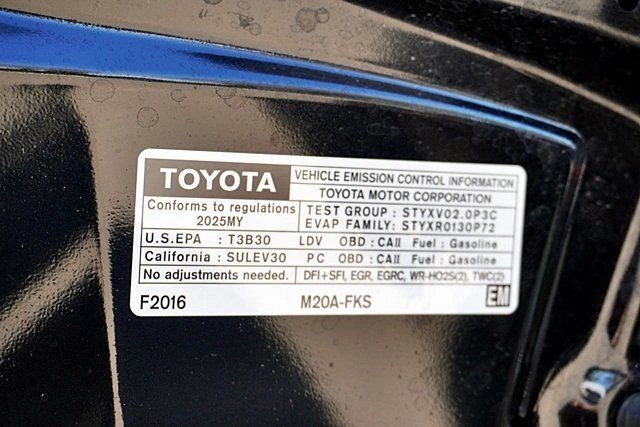 TOYOTA
VEHICLE EMISSION CONTROL INFORMATION
TOYOTA MOTOR CORPORATION
Conforms to regulations
2025MY
TEST GROUP : STYXV02.0P3C
EVAP FAMILY: STYXR0130P72
U.S.EPA : T3B30 LDV OBD : CAII Fuel : Gasoline
California : SULEV30 PC OBD : CAII Fuel : Gasoline
No adjustments needed. DFI+SFI, EGR, EGRC, WR-HO2S(2), TWC(2)
F2016 M20A-FKS EM